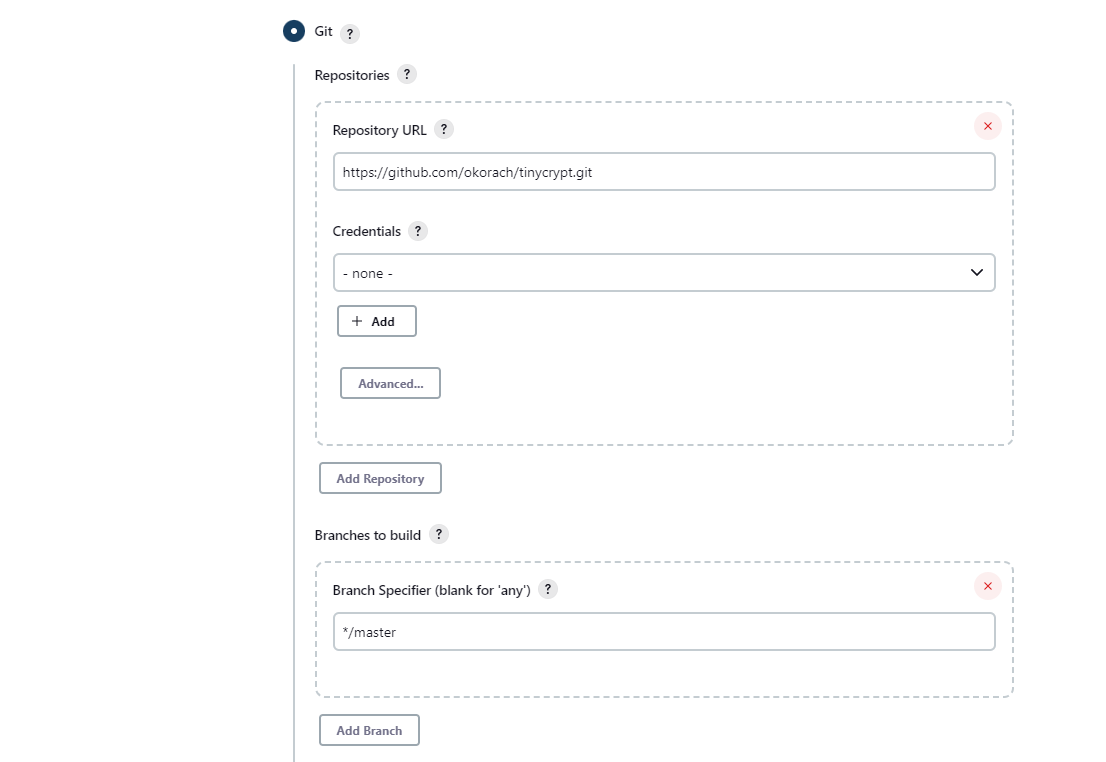 Git ?
Repositories ?
Repository URL ?
https://github.com/okorach/tinycrypt.git
Credentials ?
- none -
+ Add
Advanced...
Add Repository
Branches to build ?
Branch Specifier (blank for 'any') ?
*/master
Add Branch